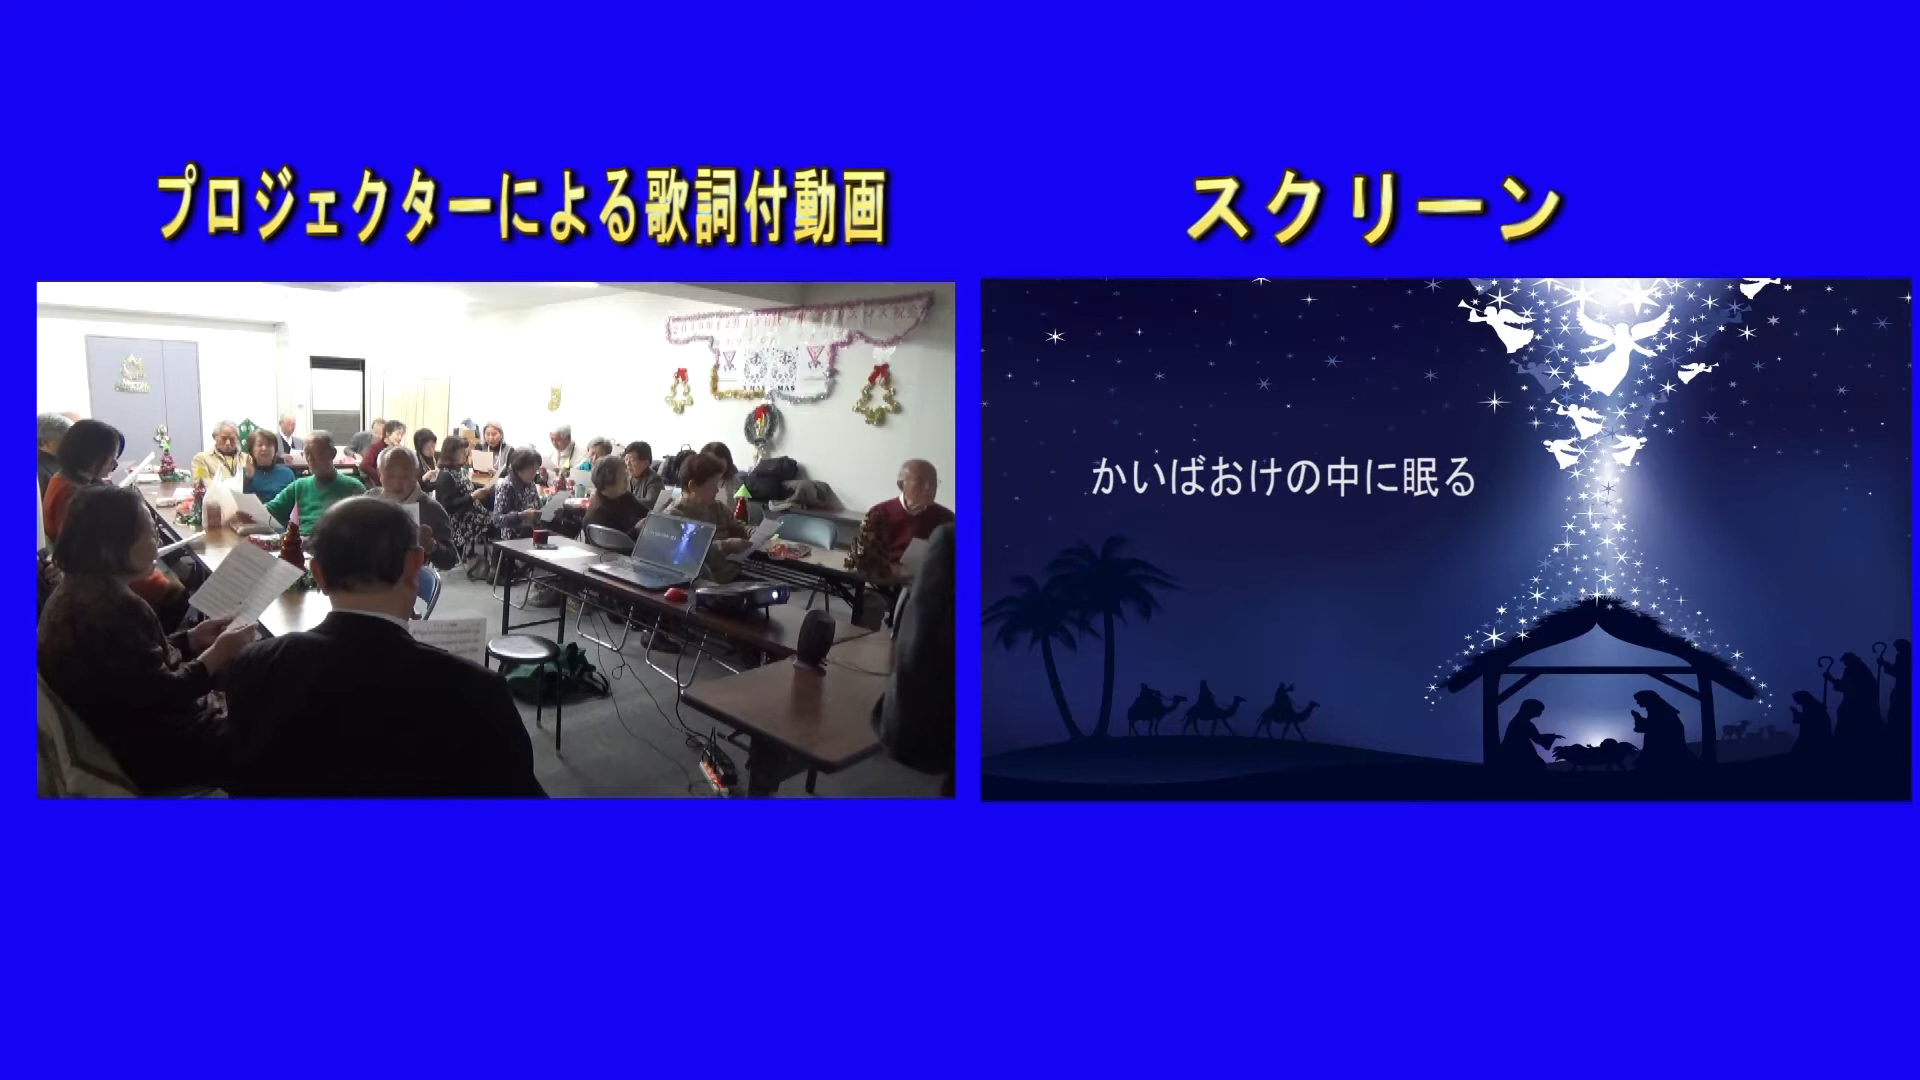 プロジェクターによる歌詞付動画
スクリーン
かいばおけの中に眠る